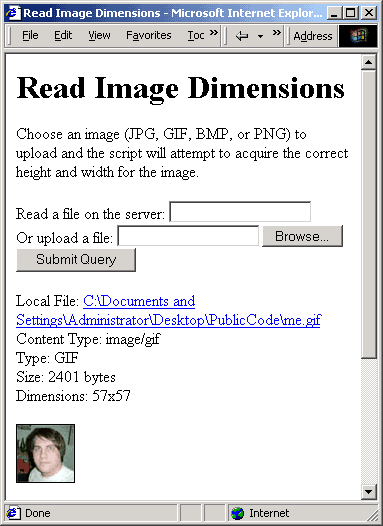 Read Image Dimensions - Microsoft Internet Explor...
File Edit View Favorites Toc » Address
Read Image Dimensions
Choose an image (JPG, GIF, BMP, or PNG) to
upload and the script will attempt to acquire the correct
height and width for the image.
Read a file on the server:
Or upload a file: Browse...
Submit Query
Local File: C:\Documents and
Settings\Administrator\Desktop\PublicCode\me.gif
Content Type: image/gif
Type: GIF
Size: 2401 bytes
Dimensions: 57x57
Done Internet